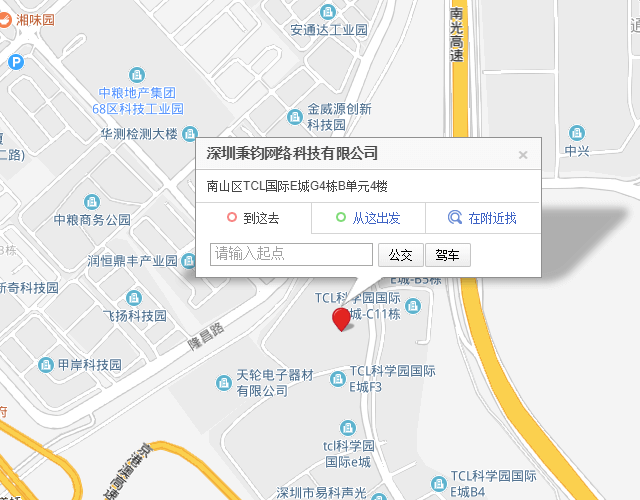 湘味园
安通达工业园
南光高速
P
中粮地产集团
68区科技工业园
金威源创新
科技园
华测检测大楼
二路)
中兴
深圳秉钧网络科技有限公司
×
南山区TCL国际E城G4栋B单元4楼
到这去
从这出发
在附近找
请输入起点
公交
驾车
中粮商务公园
润恒鼎丰产业园
新奇科技园
飞扬科技园
E城-B5栋
TCL科学园国际
城-C11栋
隆昌路
甲岸科技园
天轮电子器材
有限公司
TCL科学园国际
E城F3
府
tcl科学园
国际e城
京港澳高速
TCL科学园国际
E城B4
深圳市易科声光